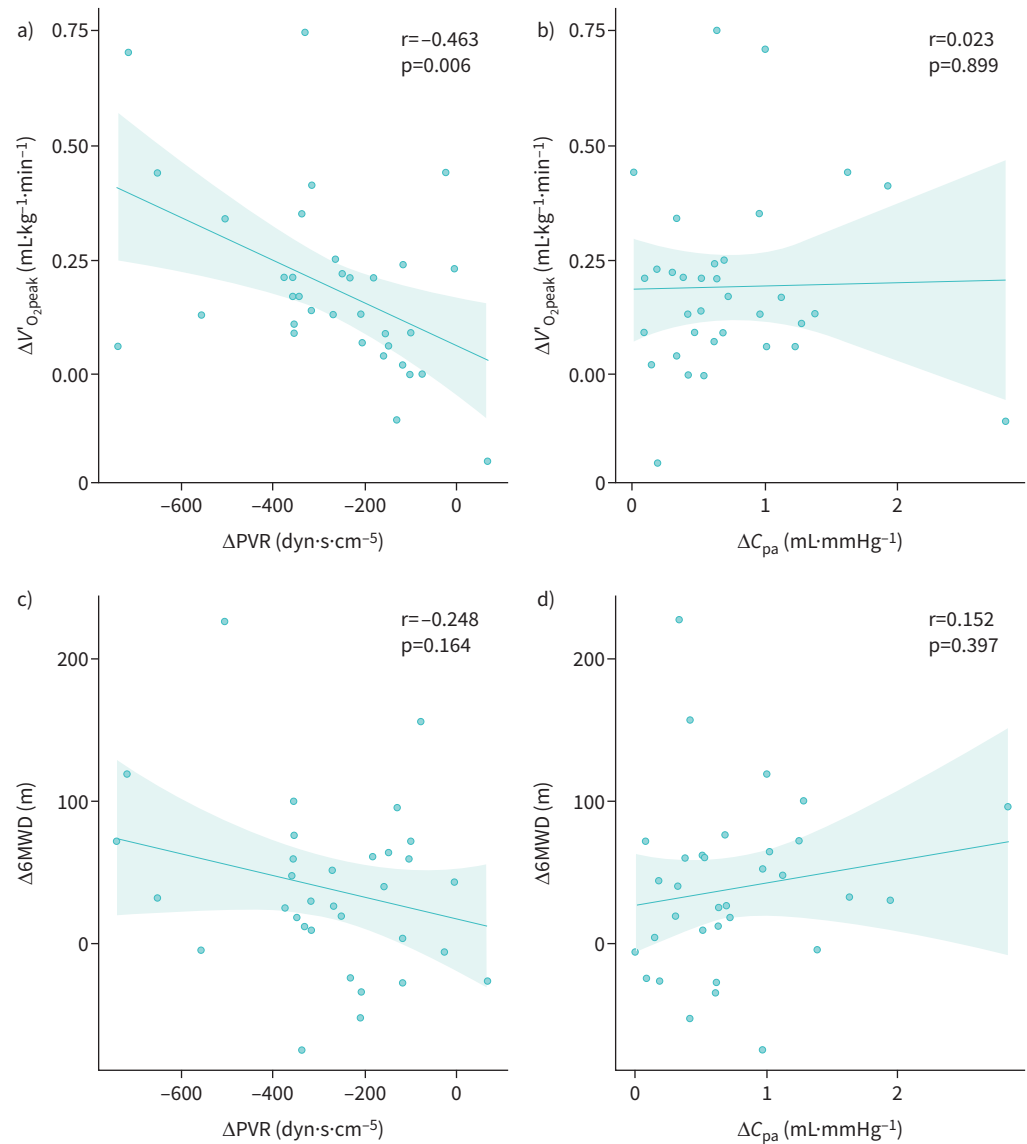 a)
r=−0.463
p=0.006
0.75
0.50
0.25
0.00
0
ΔV'O2peak (mL·kg−1·min−1)
−600 −400 −200 0
ΔPVR (dyn·s·cm−5)
b)
r=0.023
p=0.899
0.75
0.50
0.25
0.00
0
ΔV'O2peak (mL·kg−1·min−1)
0 1 2
ΔCpa (mL·mmHg−1)
c)
r=−0.248
p=0.164
200
100
0
Δ6MWD (m)
−600 −400 −200 0
ΔPVR (dyn·s·cm−5)
d)
r=0.152
p=0.397
200
100
0
Δ6MWD (m)
0 1 2
ΔCpa (mL·mmHg−1)